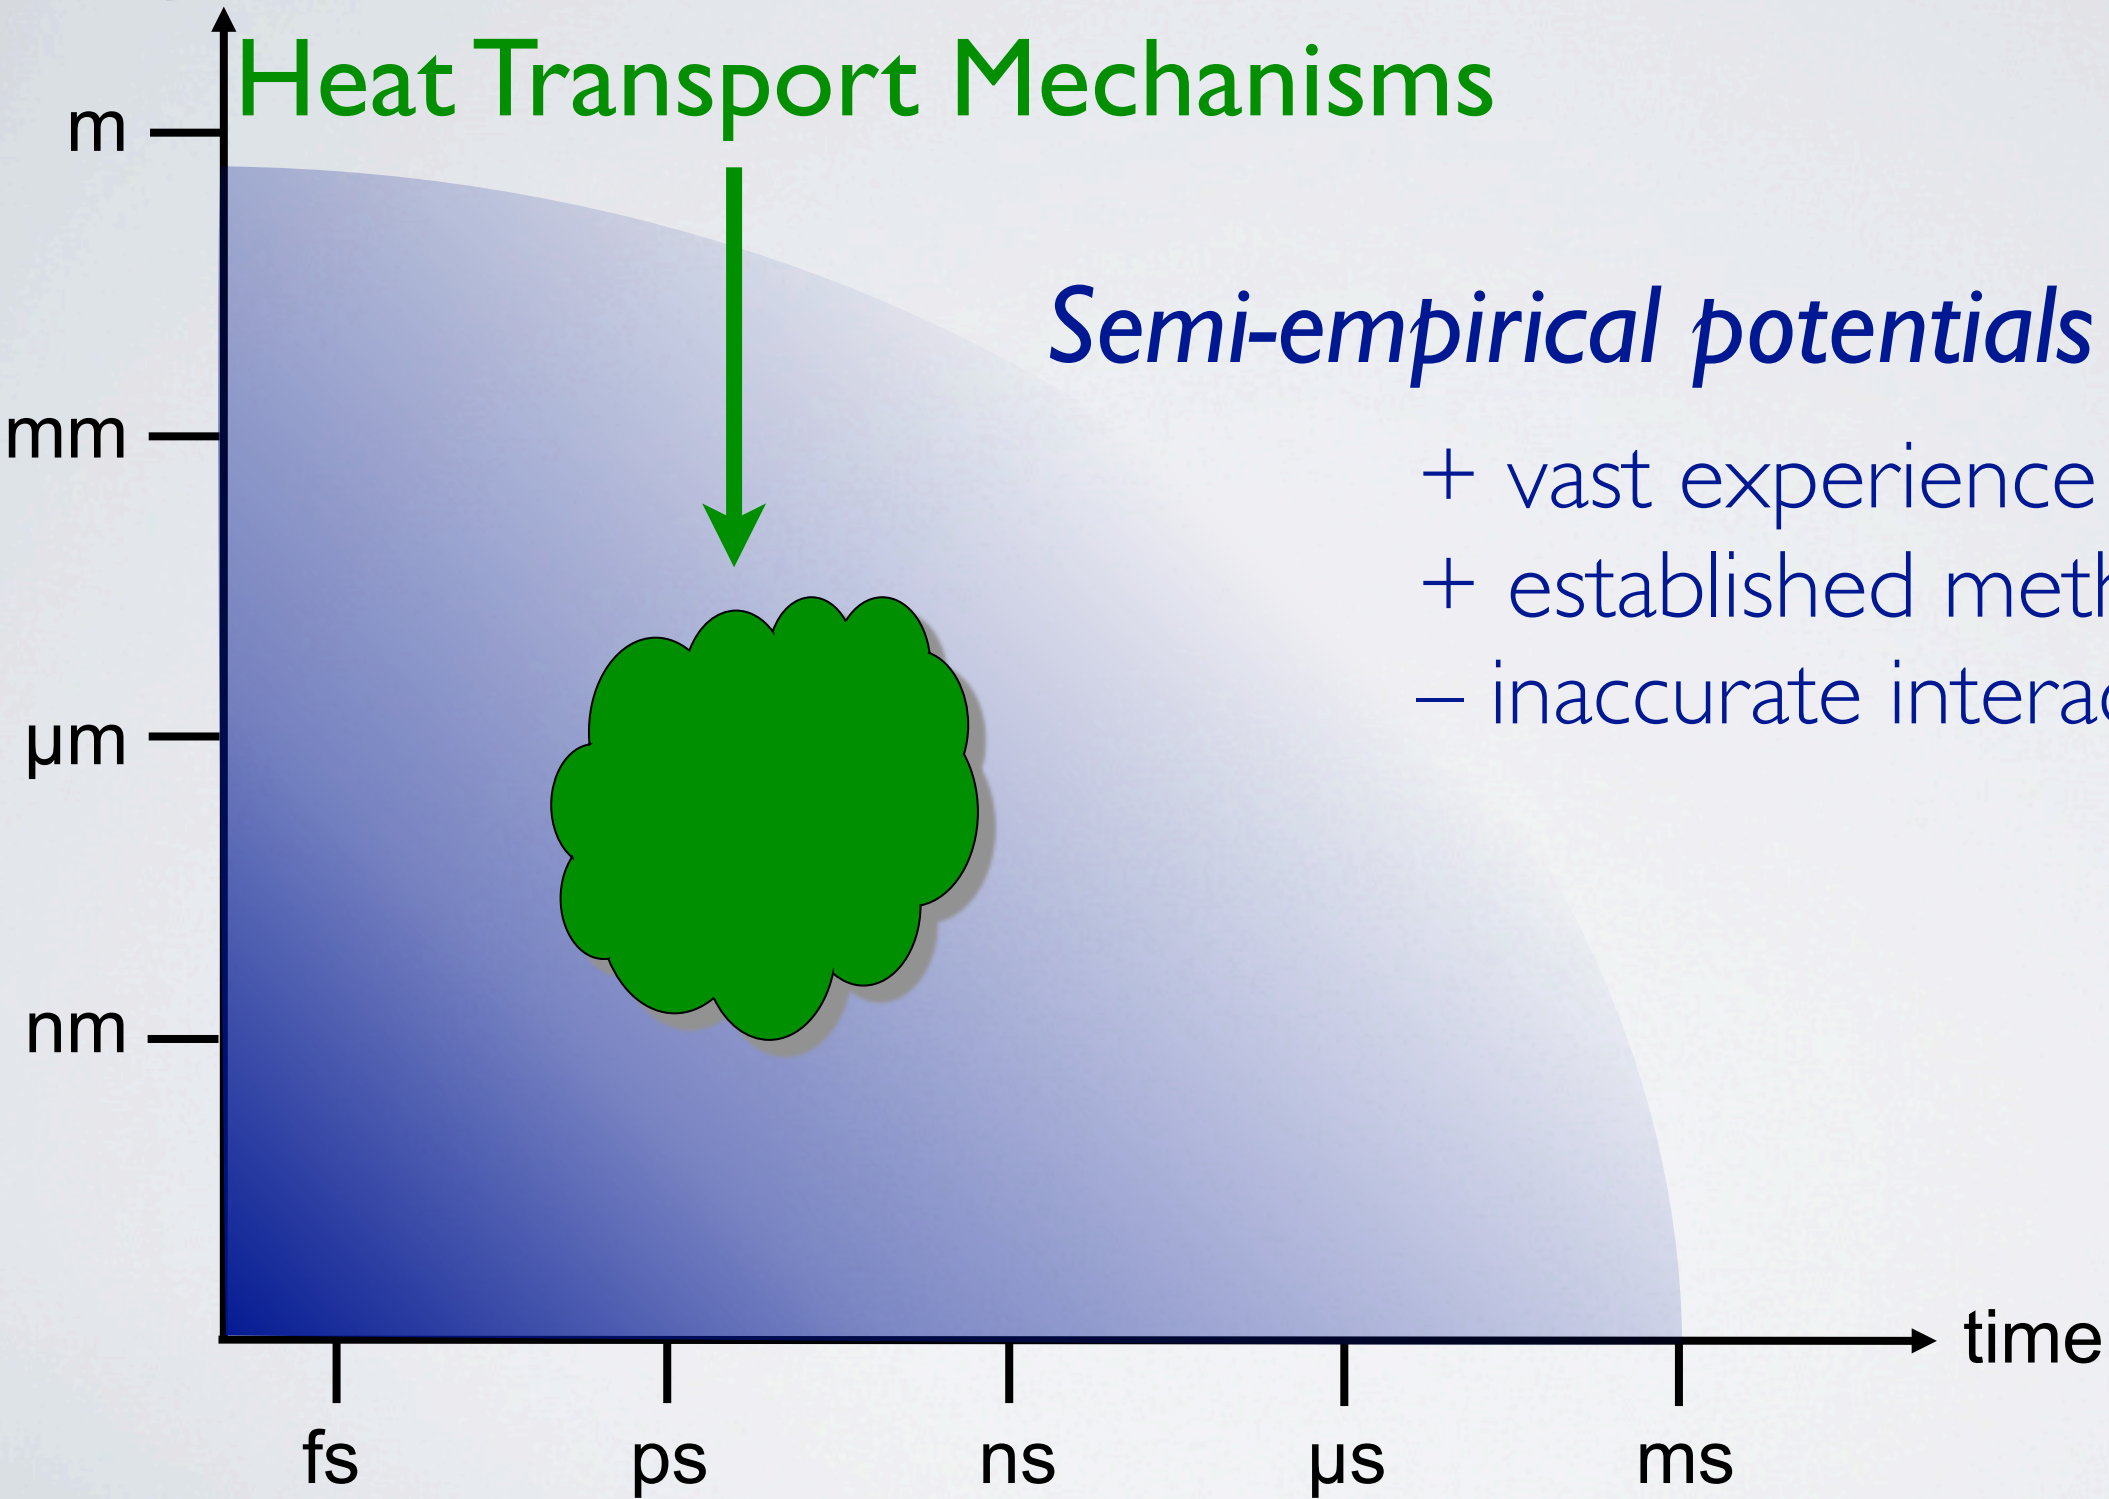 Heat Transport Mechanisms
m
Semi-empirical potentials
mm
+ vast experience
+ established
µm
– inaccurate
nm
time
fs ps ns µs ms